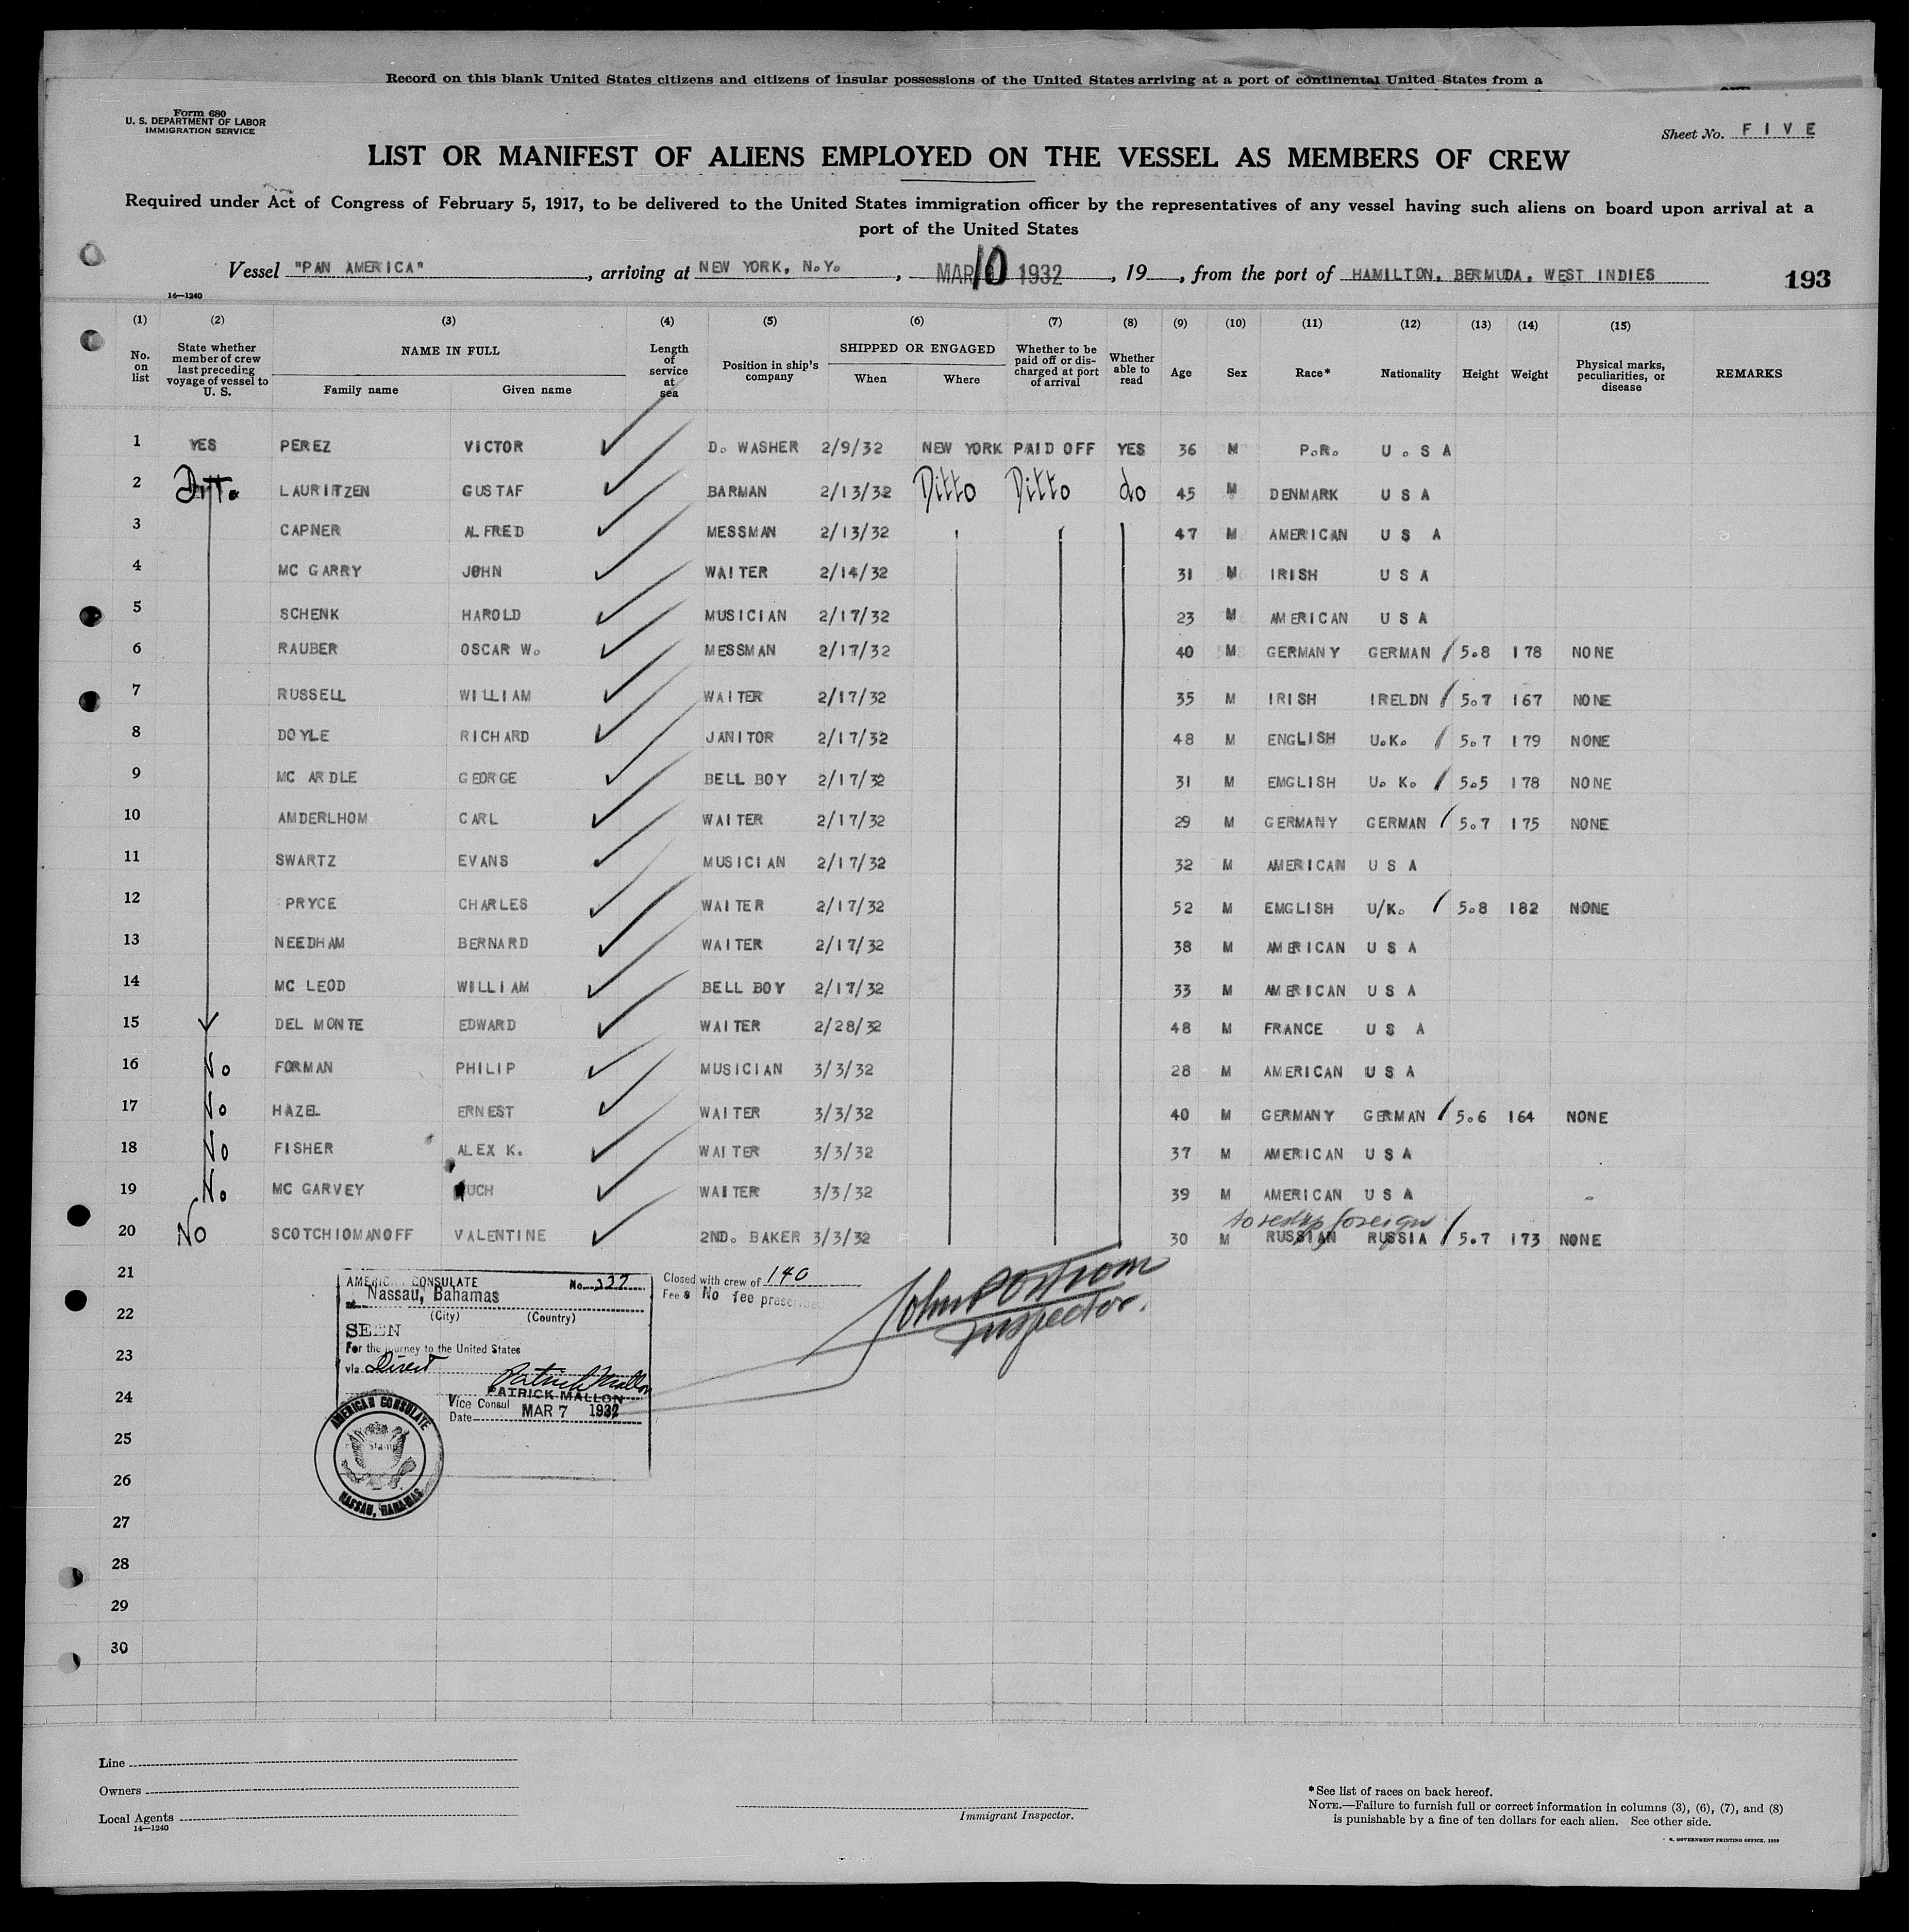 Record on this blank United States citizens and citizens of insular possessions of the United States arriving at a port of continental United States from a
Form 680
U. S. DEPARTMENT OF LABOR
IMMIGRATION SERVICE
Sheet No. FIVE
LIST OR MANIFEST OF ALIENS EMPLOYED ON THE VESSEL AS MEMBERS OF CREW
Required under Act of Congress of February 5, 1917, to be delivered to the United States immigration officer by the representatives of any vessel having such aliens on board upon arrival at a
port of the United States
Vessel "PAN AMERICA", arriving at NEW YORK, N.Y., MAR 10 1932, 19, from the port of HAMILTON, BERMUDA, WEST INDIES 193
14—1240
(1) (2) (3) (4) (5) (6) (7) (8) (9) (10) (11) (12) (13) (14) (15)
No. on list State whether member of crew last preceding voyage of vessel to U. S. NAME IN FULL Family name Given name Length of service at sea Position in ship's company SHIPPED OR ENGAGED When Where Whether to be paid off or discharged at port of arrival Whether able to read Age Sex Race* Nationality Height Weight Physical marks, peculiarities, or disease REMARKS
1 YES PEREZ VICTOR D. WASHER 2/9/32 NEW YORK PAID OFF YES 36 M P.R. U.SA
2 Ditto LAURITZEN GUSTAF BARMAN 2/13/32 Ditto Ditto do 45 M DENMARK USA
3 CAPNER ALFRED MESSMAN 2/13/32 47 M AMERICAN US A
4 MC GARRY JOHN WAITER 2/14/32 31 M IRISH USA
5 SCHENK HAROLD MUSICIAN 2/17/32 23 M AMERICAN USA
6 RAUBER OSCAR W. MESSMAN 2/17/32 40 M GERMANY GERMAN 5.8 178 NONE
7 RUSSELL WILLIAM WAITER 2/17/32 35 M IRISH IRELDN 5.7 167 NONE
8 DOYLE RICHARD JANITOR 2/17/32 48 M ENGLISH U.K. 5.7 179 NONE
9 MC ARDLE GEORGE BELL BOY 2/17/32 31 M EMGLISH U. K. 5.5 178 NONE
10 AMDERLHOM CARL WAITER 2/17/32 29 M GERMANY GERMAN 5.7 175 NONE
11 SWARTZ EVANS MUSICIAN 2/17/32 32 M AMERICAN USA
12 PRYCE CHARLES WAITER 2/17/32 52 M EMGLISH U/K. 5.8 182 NONE
13 NEEDHAM BERNARD WAITER 2/17/32 38 M AMERICAN USA
14 MC LEOD WILLIAM BELL BOY 2/17/32 33 M AMERICAN USA
15 DEL MONTE EDWARD WAITER 2/28/32 48 M FRANCE US A
16 No FORMAN PHILIP MUSICIAN 3/3/32 28 M AMERICAN USA
17 No HAZEL ERNEST WAITER 3/3/32 40 M GERMANY GERMAN 5.6 164 NONE
18 No FISHER ALEX K. WAITER 3/3/32 37 M AMERICAN USA
19 No MC GARVEY UCH WAITER 3/3/32 39 M AMERICAN USA
to reship foreign
20 No SCOTCHIOMANOFF VALENTINE 2ND. BAKER 3/3/32 30 M RUSSIAN RUSSIA 5.7 173 NONE
21
22
23
24
25
26
27
28
29
30
AMERICAN CONSULATE No. 337
Nassau, Bahamas
(City) (Country)
SEEN
For the journey to the United States
via Direct
Patrick Mallon
PATRICK MALLON
Vice Consul
Date MAR 7 1932
AMERICAN CONSULATE
Stamp
NASSAU, BAHAMAS
Closed with crew of 140
Fee $ No fee prescribed
John P Ostrom
Inspector.
Line
Owners
Local Agents
14—1240
Immigrant Inspector.
*See list of races on back hereof.
NOTE.—Failure to furnish full or correct information in columns (3), (6), (7), and (8)
is punishable by a fine of ten dollars for each alien. See other side.
GOVERNMENT PRINTING OFFICE, 1929